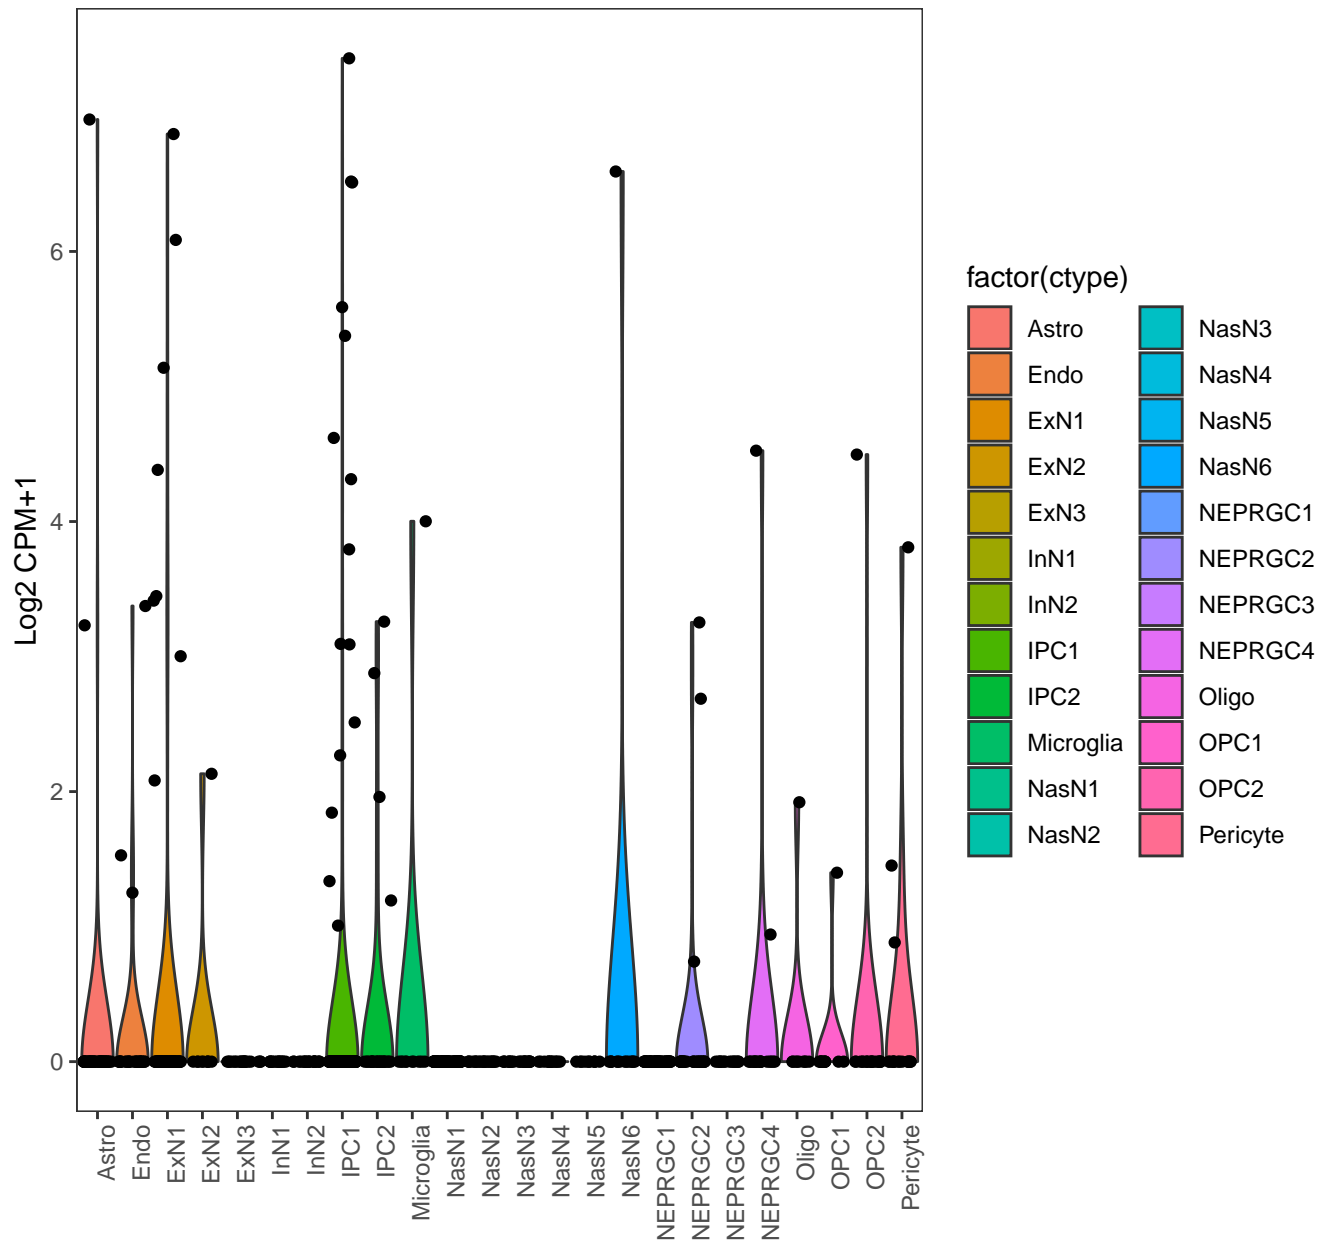 6
4
2
0
Log2 CPM+1
Astro
Endo
ExN1
ExN2
ExN3
InN1
InN2
IPC1
IPC2
Microglia
NasN1
NasN2
NasN3
NasN4
NasN5
NasN6
NEPRGC1
NEPRGC2
NEPRGC3
NEPRGC4
Oligo
OPC1
OPC2
Pericyte
factor(ctype)
Astro
Endo
ExN1
ExN2
ExN3
InN1
InN2
IPC1
IPC2
Microglia
NasN1
NasN2
NasN3
NasN4
NasN5
NasN6
NEPRGC1
NEPRGC2
NEPRGC3
NEPRGC4
Oligo
OPC1
OPC2
Pericyte